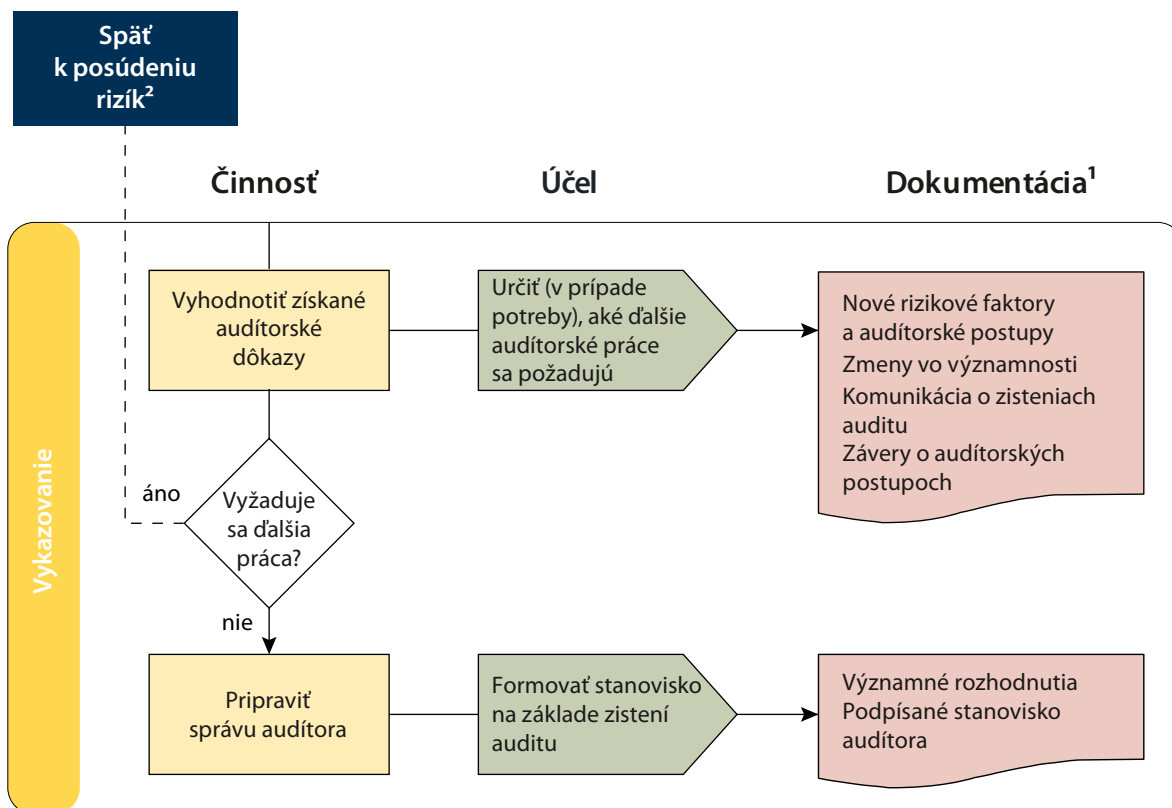 Späť
k posúdeniu
rizík²
Činnosť
Účel
Dokumentácia¹
Vykazovanie
Vyhodnotiť získané
audítorské
dôkazy
Určiť (v prípade
potreby), aké ďalšie
audítorské práce
sa požadujú
Nové rizikové faktory
a audítorské postupy
Zmeny vo významnosti
Komunikácia o zisteniach
auditu
Závery o audítorských
postupoch
áno
Vyžaduje
sa ďalšia
práca?
nie
Pripraviť
správu audítora
Formovať stanovisko
na základe zistení
auditu
Významné rozhodnutia
Podpísané stanovisko
audítora